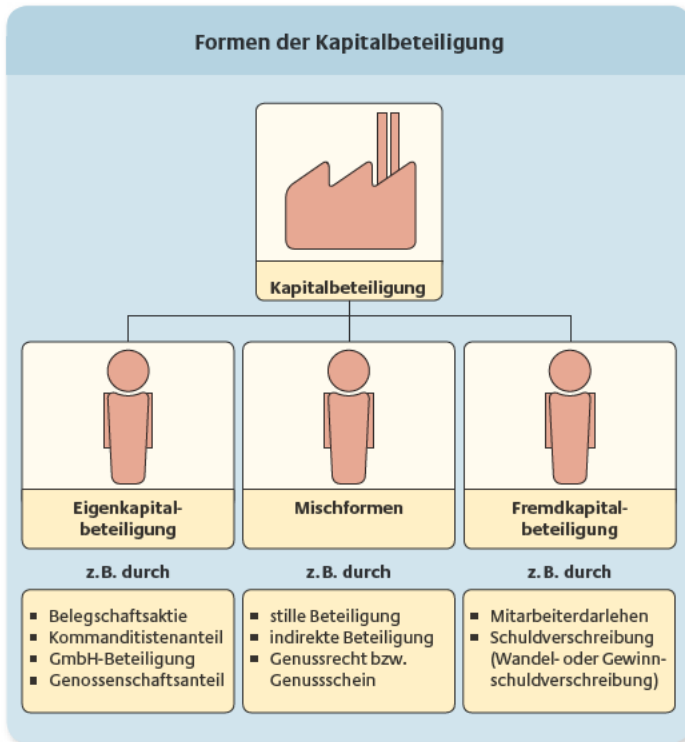 Formen der Kapitalbeteiligung
Kapitalbeteiligung
Eigenkapital-
beteiligung
Mischformen
Fremdkapital-
beteiligung
z. B. durch
z. B. durch
z. B. durch
▪ Belegschaftsaktie
▪ Kommanditistenanteil
▪ GmbH-Beteiligung
▪ Genossenschaftsanteil
▪ stille Beteiligung
▪ indirekte Beteiligung
▪ Genussrecht bzw.
Genussschein
▪ Mitarbeiterdarlehen
▪ Schuldverschreibung
(Wandel- oder Gewinn-
schuldverschreibung)